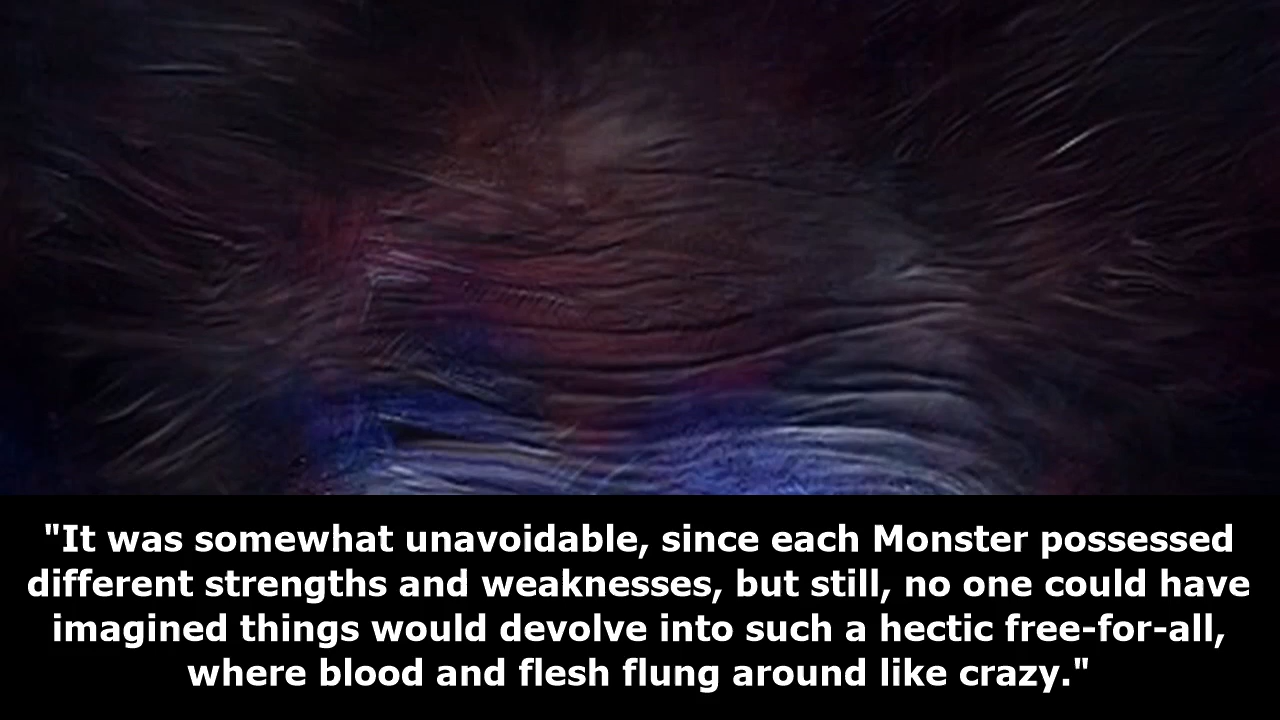 "It was somewhat unavoidable, since each Monster possessed
different strengths and weaknesses, but still, no one could have
imagined things would devolve into such a hectic free-for-all,
where blood and flesh flung around like crazy."